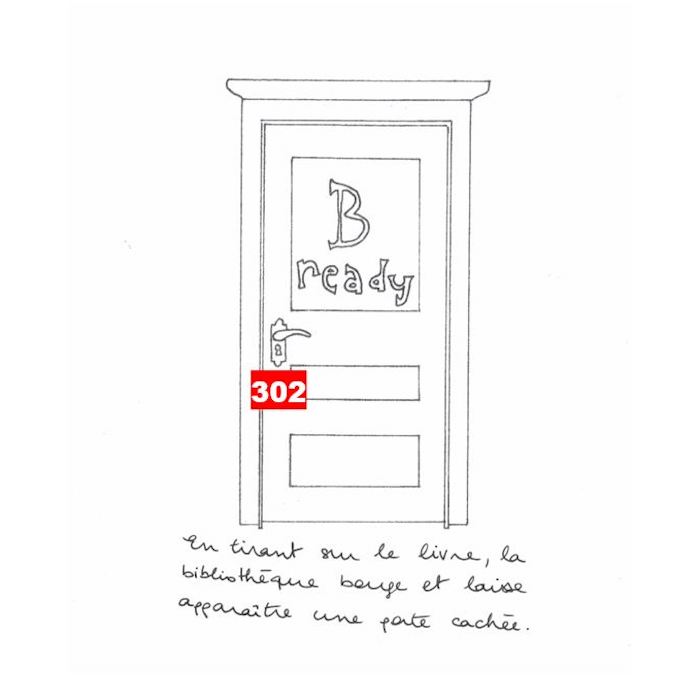 B
ready
302
En tirant sur le livre, la
bibliothèque bouge et laisse
apparaître une porte cachée.